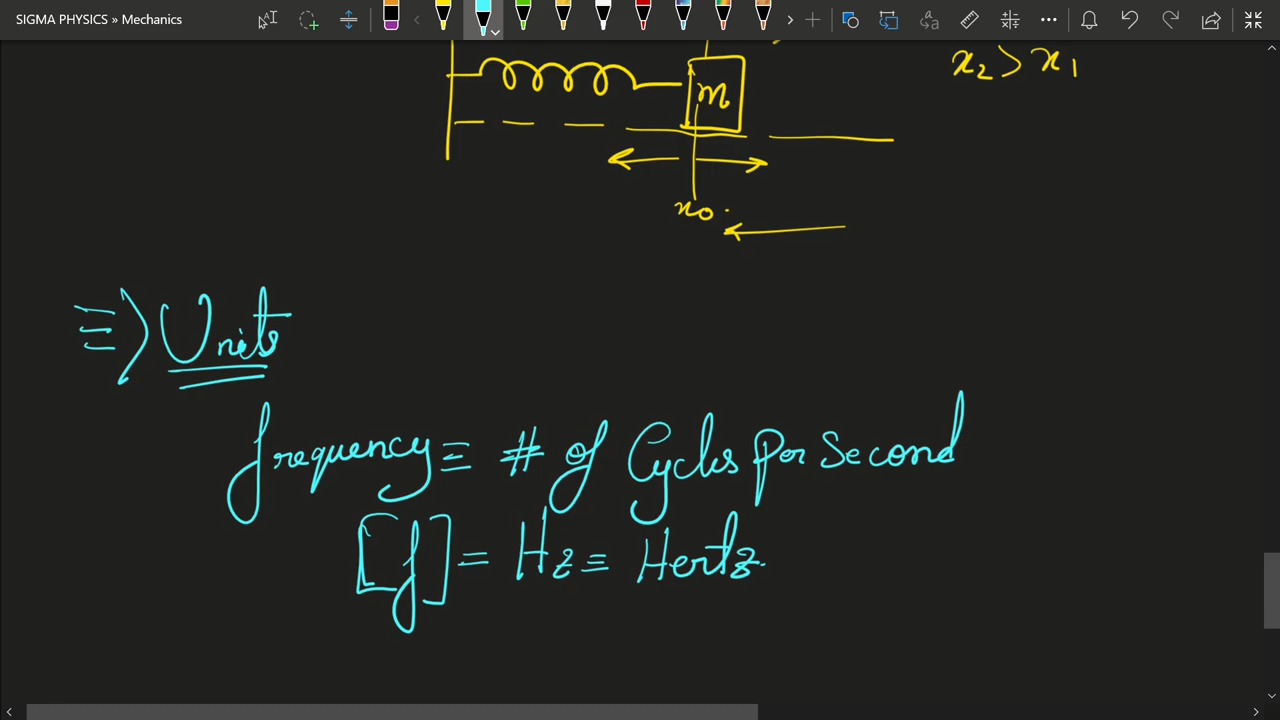 SIGMA PHYSICS » Mechanics
x₂ > x₁
m
x₀
≡) Units
frequency ≡ # of Cycles Per Second
[f] = Hz ≡ Hertz.